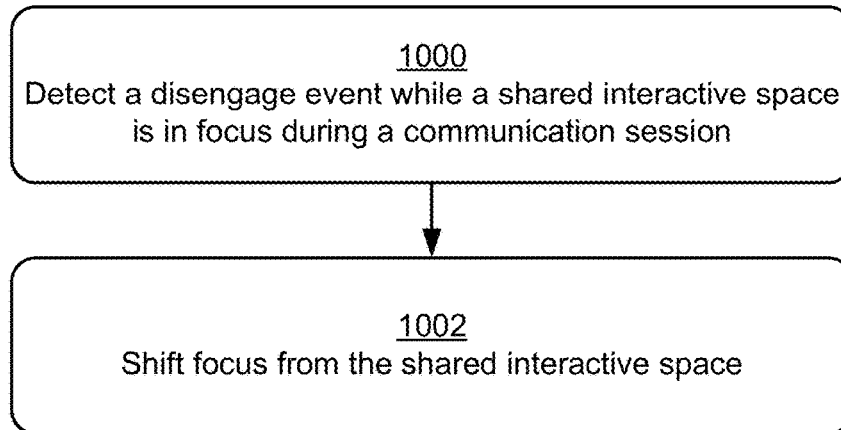 1000
Detect a disengage event while a shared interactive space
is in focus during a communication session
1002
Shift focus from the shared interactive space